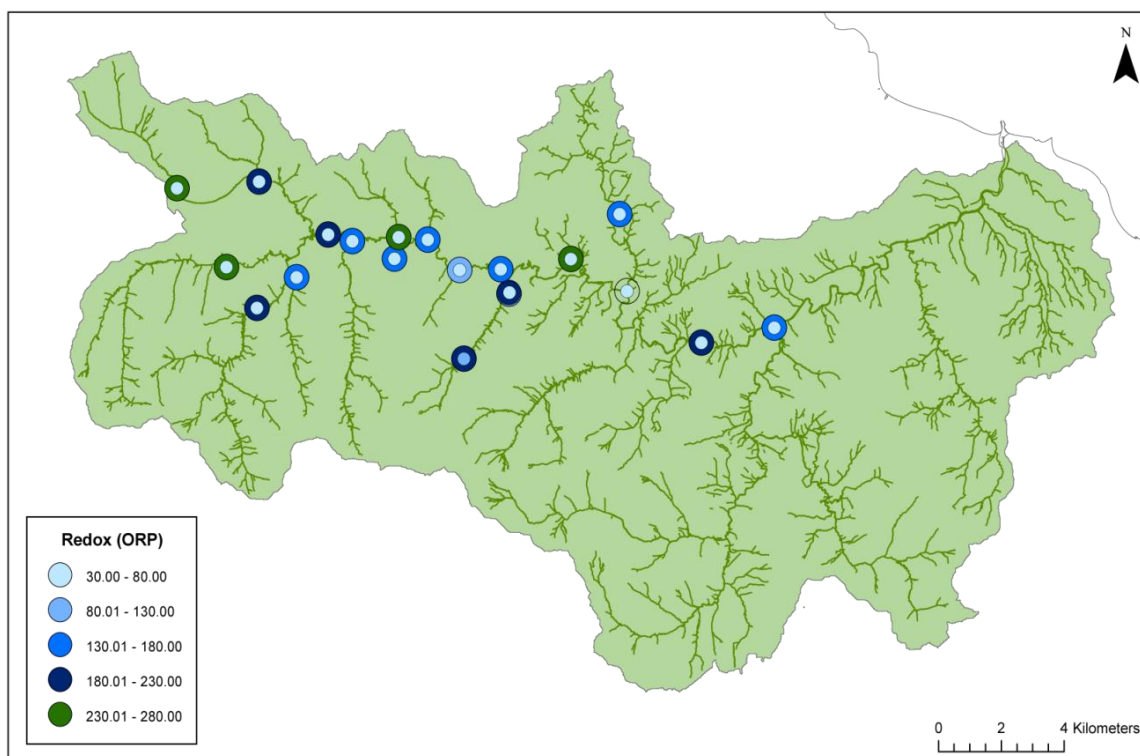 N
Redox (ORP)
30.00 - 80.00
80.01 - 130.00
130.01 - 180.00
180.01 - 230.00
230.01 - 280.00
0 2 4 Kilometers